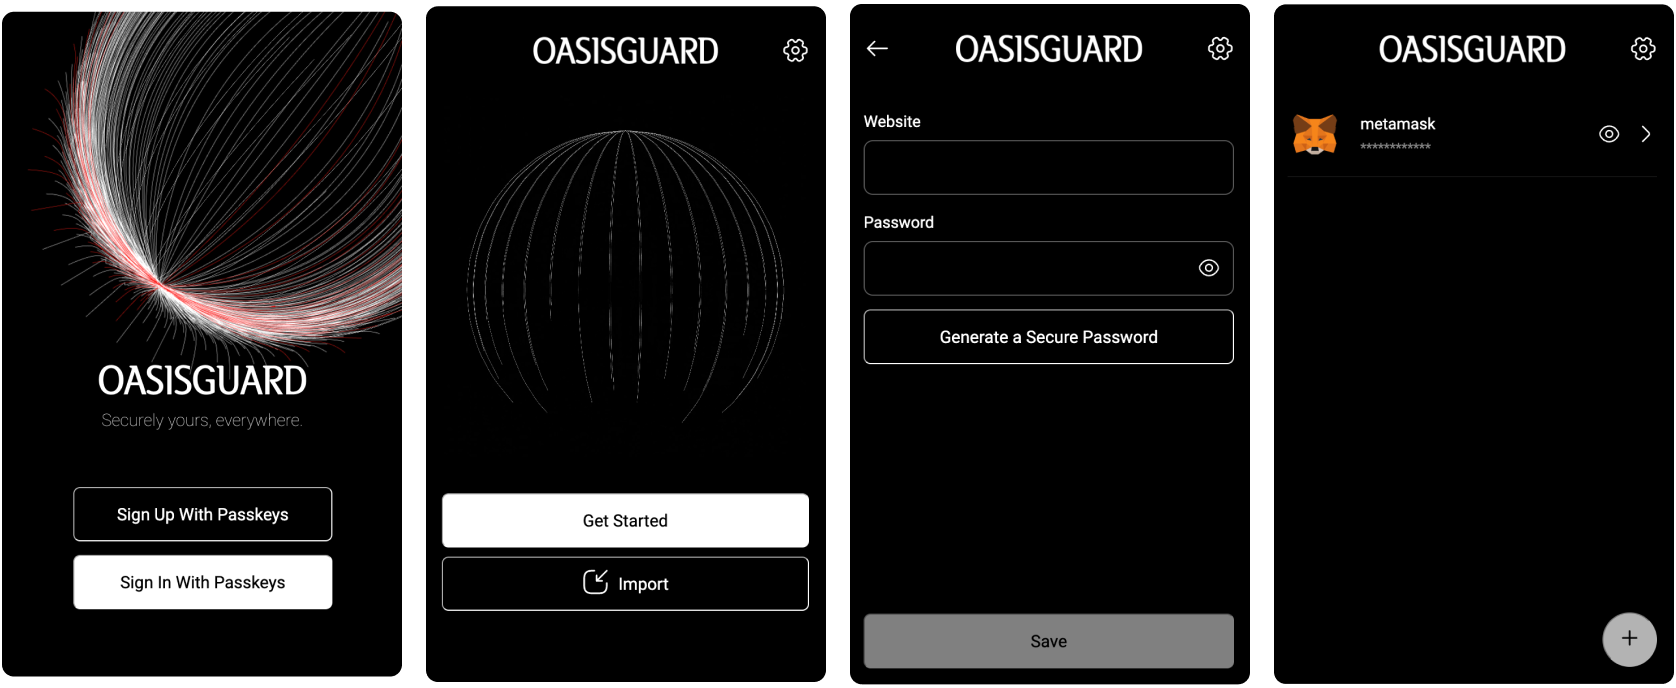 OASISGUARD
Securely yours, everywhere.
Sign Up With Passkeys
Sign In With Passkeys
OASISGUARD
Get Started
Import
OASISGUARD
Website
Password
Generate a Secure Password
Save
OASISGUARD
metamask
************